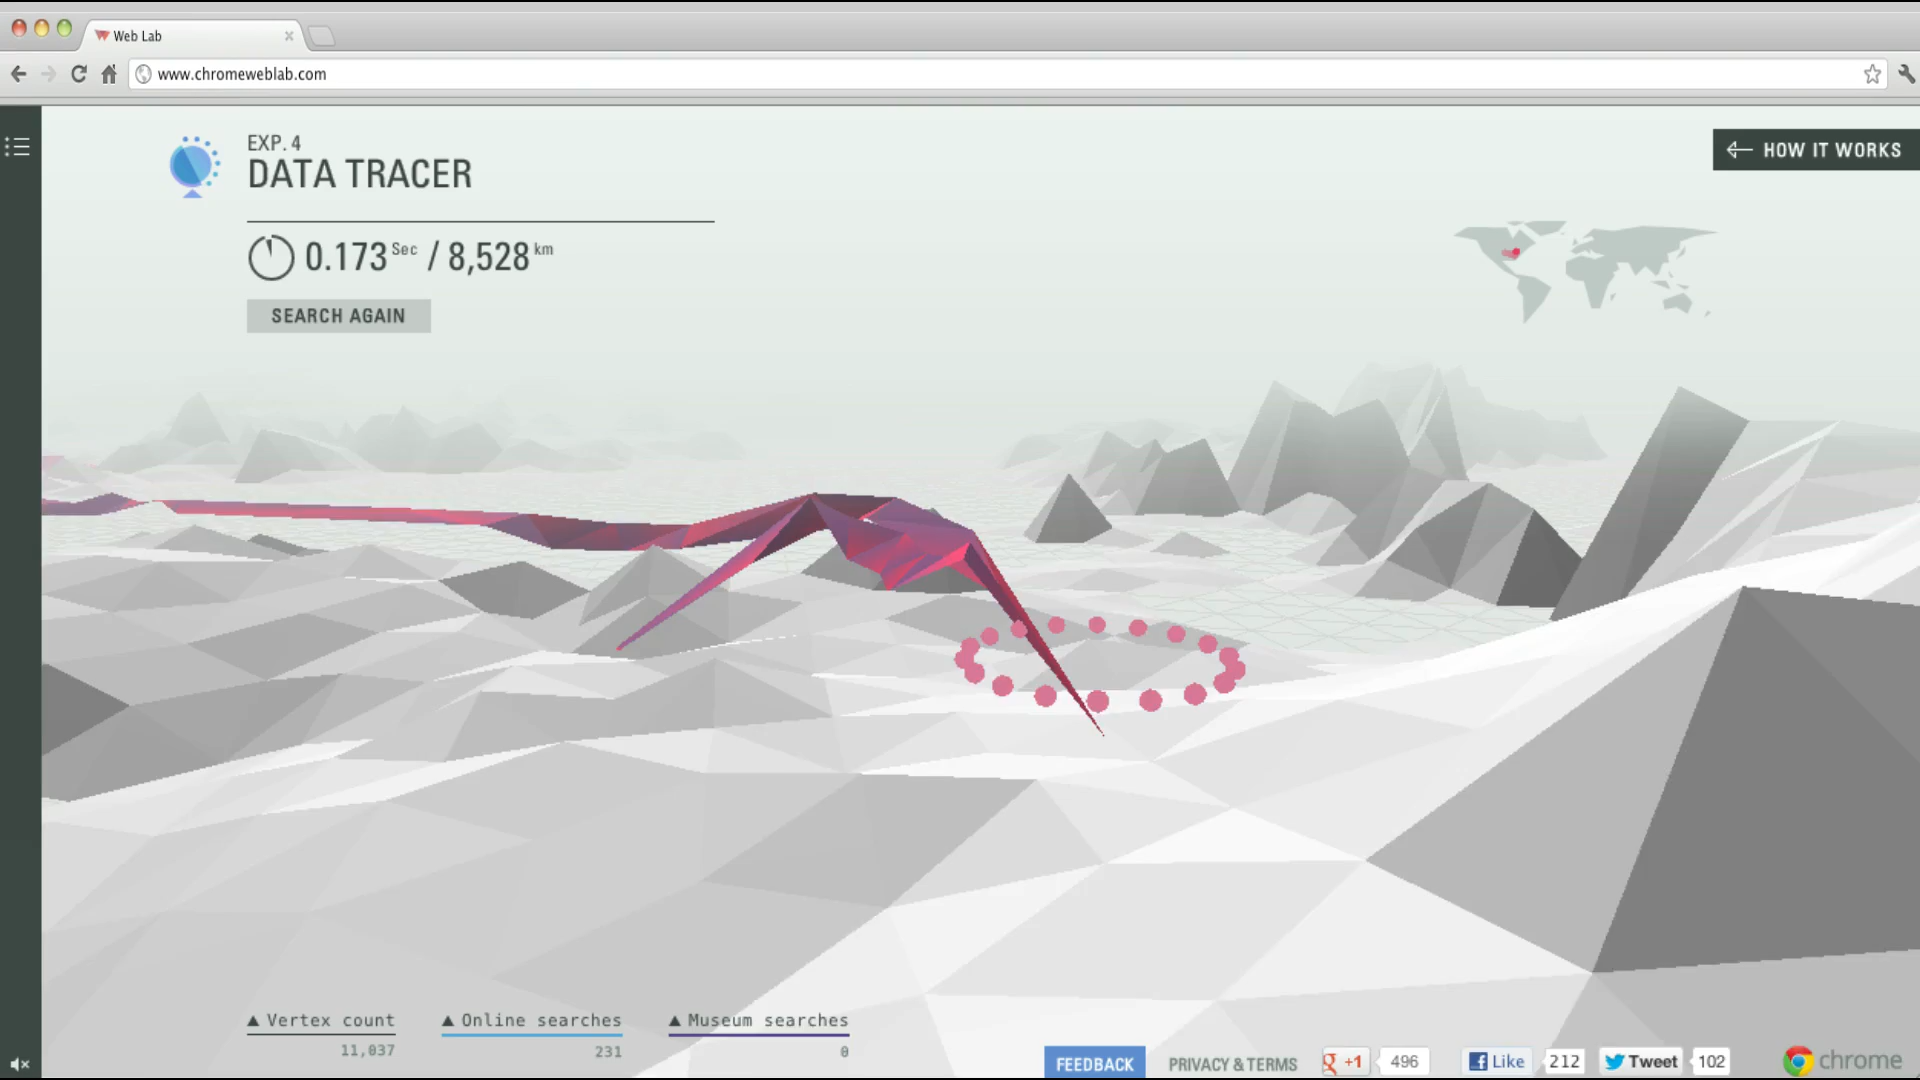 Web Lab
www.chromeweblab.com
EXP. 4
DATA TRACER
HOW IT WORKS
0.173 Sec / 8,528 km
SEARCH AGAIN
▲ Vertex count
11,037
▲ Online searches
231
▲ Museum searches
0
FEEDBACK
PRIVACY & TERMS
g +1
496
f Like
212
Tweet
102
chrome